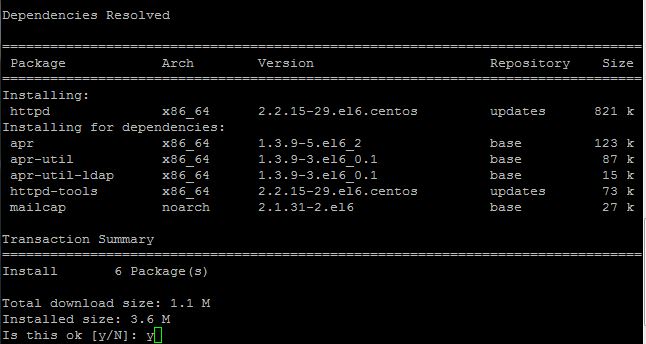 Dependencies Resolved
================================================================================
Package Arch Version Repository Size
================================================================================
Installing:
httpd x86_64 2.2.15-29.el6.centos updates 821 k
Installing for dependencies:
apr x86_64 1.3.9-5.el6_2 base 123 k
apr-util x86_64 1.3.9-3.el6_0.1 base 87 k
apr-util-ldap x86_64 1.3.9-3.el6_0.1 base 15 k
httpd-tools x86_64 2.2.15-29.el6.centos updates 73 k
mailcap noarch 2.1.31-2.el6 base 27 k
Transaction Summary
================================================================================
Install 6 Package(s)
Total download size: 1.1 M
Installed size: 3.6 M
Is this ok [y/N]: y